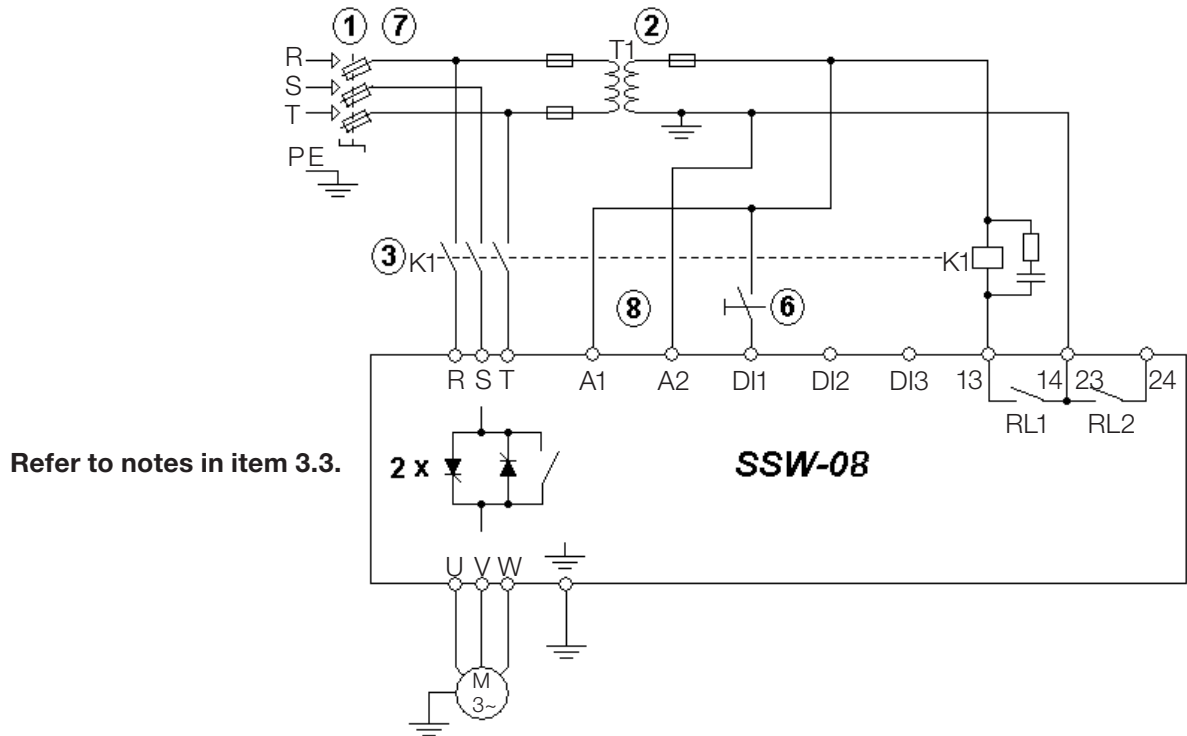 1 7 2
T1
R
S
T
PE
3 K1 K1
8 6
R S T A1 A2 DI1 DI2 DI3 13 14 23 24
RL1 RL2
Refer to notes in item 3.3.
2 x
SSW-08
U V W
M
3~